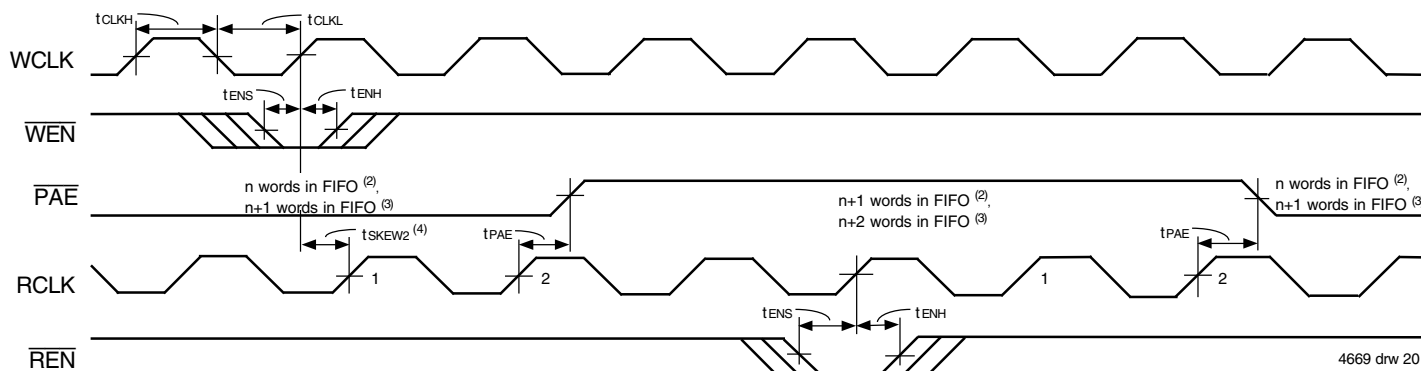 tCLKH
tCLKL
WCLK
tENS
tENH
WEN
n words in FIFO (2),
n+1 words in FIFO (3)
n+1 words in FIFO (2),
n+2 words in FIFO (3)
n words in FIFO (2),
n+1 words in FIFO (3
PAE
tSKEW2 (4)
tPAE
tPAE
RCLK
1
2
1
2
tENS
tENH
REN
4669 drw 20